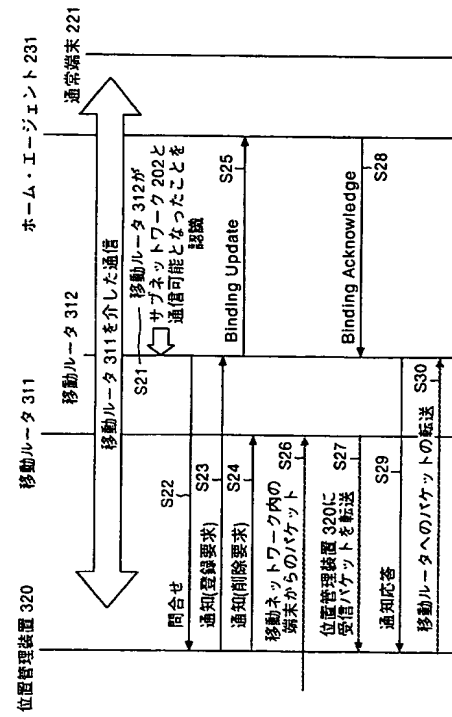 位置管理装置 320
移動ルータ 311
移動ルータ 312
ホーム・エージェント 231
通常端末 221
移動ルータ 311を介した通信
S21
移動ルータ 312が
サブネットワーク 202と
通信可能となったことを
認識
S22
問合せ
S23
通知(登録要求)
S24
通知(削除要求)
Binding Update
S25
移動ネットワーク内の
端末からのパケット
S26
位置管理装置 320に
受信パケットを転送
S27
Binding Acknowledge
S28
通知応答
S29
移動ルータへのパケットの転送
S30